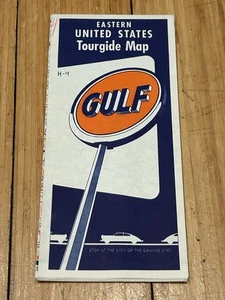 EASTERN
UNITED STATES
Tourgide Map
H-4
GULF
STOP AT THE SIGN OF THE ORANGE DISC